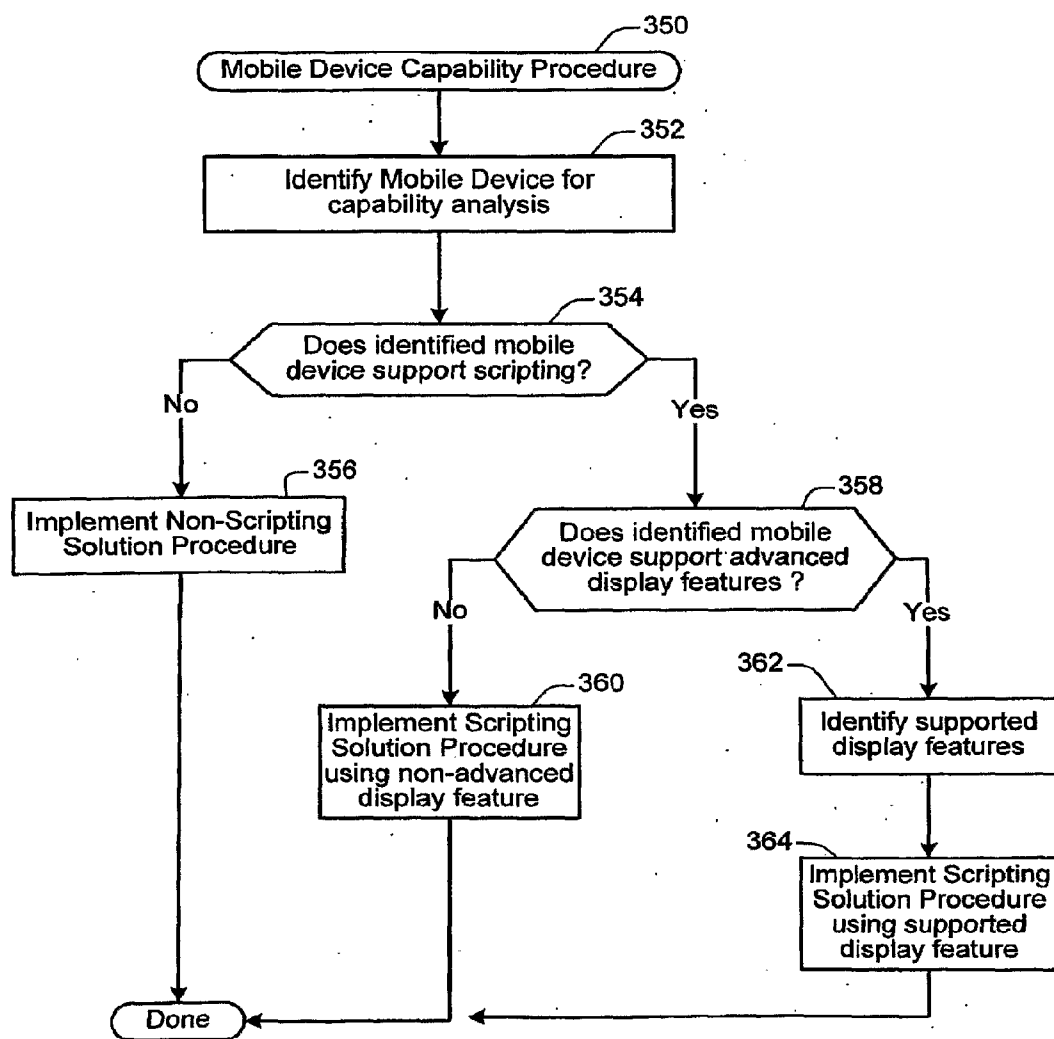 350
Mobile Device Capability Procedure
352
Identify Mobile Device for
capability analysis
354
Does identified mobile
device support scripting?
No
Yes
356
Implement Non-Scripting
Solution Procedure
358
Does identified mobile
device support advanced
display features ?
No
Yes
360
Implement Scripting
Solution Procedure
using non-advanced
display feature
362
Identify supported
display features
364
Implement Scripting
Solution Procedure
using supported
display feature
Done